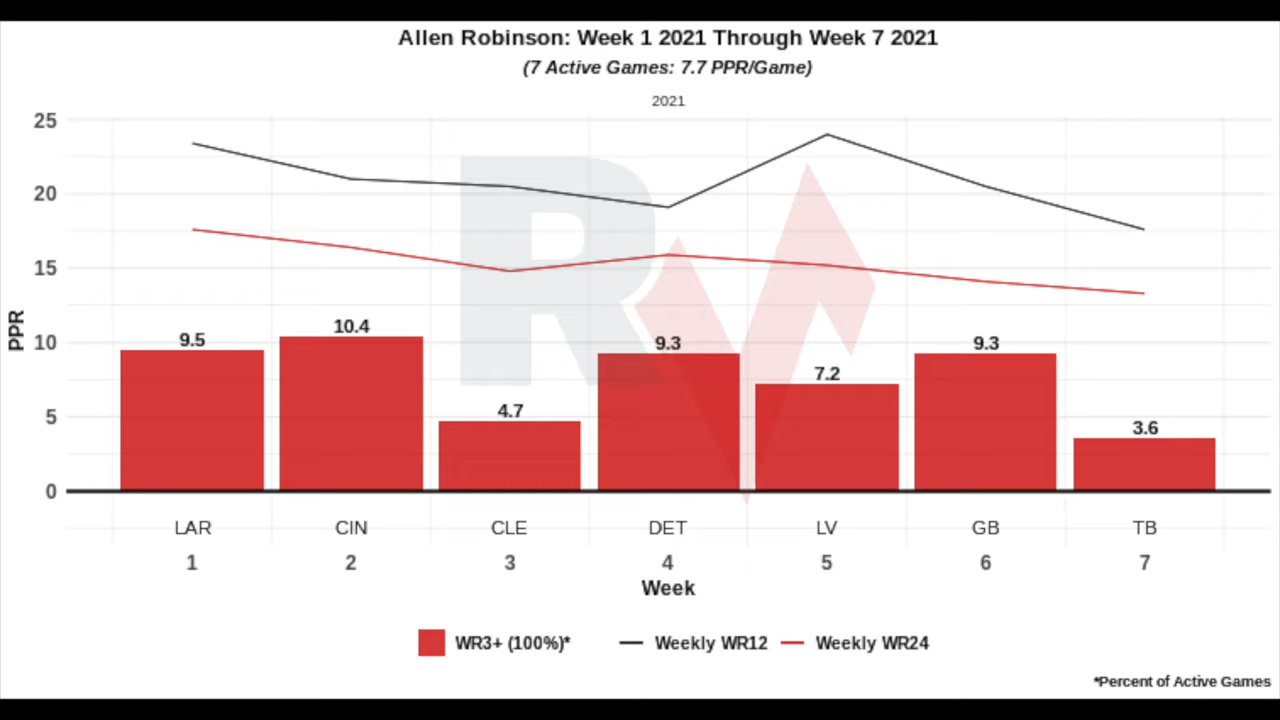 Allen Robinson: Week 1 2021 Through Week 7 2021
(7 Active Games: 7.7 PPR/Game)
2021
25
20
15
10
5
0
PPR
9.5
10.4
4.7
9.3
7.2
9.3
3.6
LAR CIN CLE DET LV GB TB
1 2 3 4 5 6 7
Week
WR3+ (100%)* Weekly WR12 Weekly WR24
*Percent of Active Games
RV